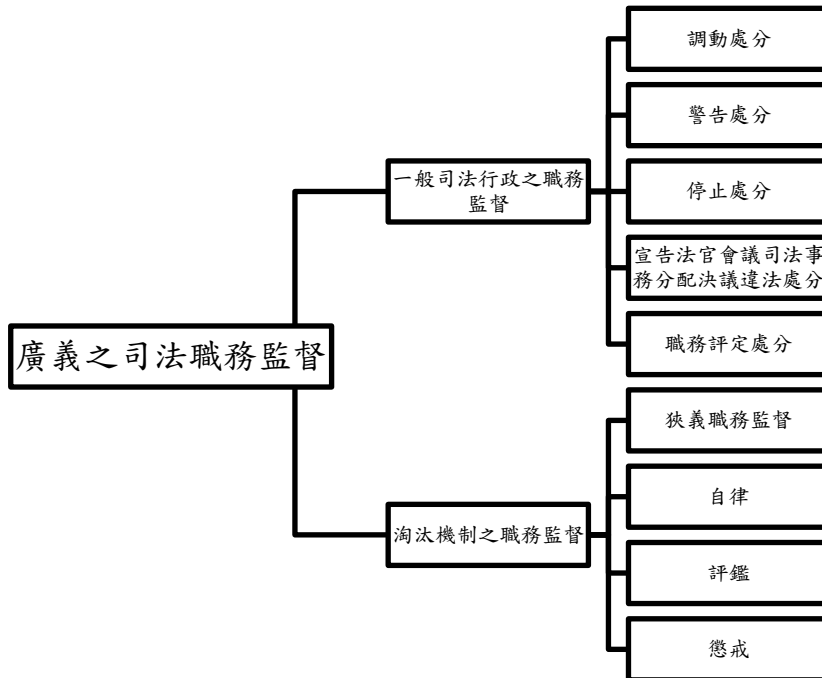 廣義之司法職務監督
一般司法行政之職務
監督
調動處分
警告處分
停止處分
宣告法官會議司法事
務分配決議違法處分
職務評定處分
淘汰機制之職務監督
狹義職務監督
自律
評鑑
懲戒